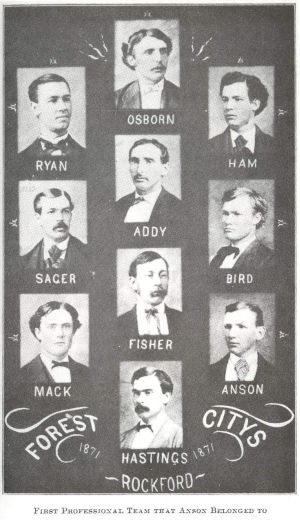 OSBORN
RYAN
HAM
ADDY
SAGER
BIRD
FISHER
MACK
ANSON
FOREST CITYS
1871 1871
HASTINGS
ROCKFORD
FIRST PROFESSIONAL TEAM THAT ANSON BELONGED TO